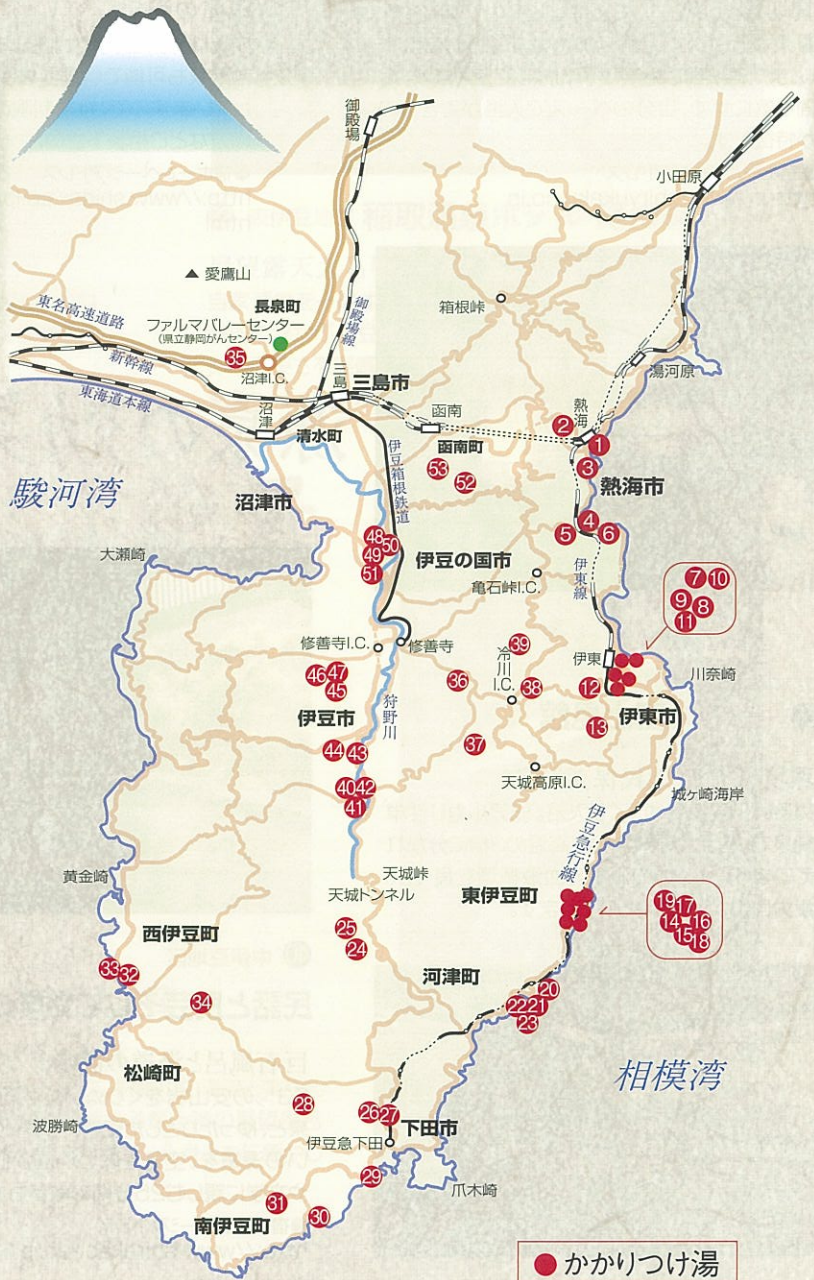 御殿場
小田原
愛鷹山
箱根峠
東名高速道路
長泉町
御殿場線
ファルマバレーセンター
(県立静岡がんセンター)
35
新幹線
沼津I.C.
湯河原
東海道本線
三島
三島市
沼津
清水町
函南
熱海
2
1
3
函南町
53
52
伊豆箱根鉄道
熱海市
駿河湾
沼津市
4
5
6
48
50
49
51
伊豆の国市
大瀬崎
亀石峠I.C.
伊東線
7
10
9
8
11
修善寺I.C.
修善寺
39
冷川
I.C.
伊東
川奈崎
46
47
45
36
38
12
伊豆市
狩野川
伊東市
13
44
43
37
天城高原I.C.
40
42
41
城ヶ崎海岸
伊豆急行線
天城峠
天城トンネル
黄金崎
東伊豆町
19
17
14
16
15
18
西伊豆町
25
24
河津町
33
32
34
20
22
21
23
相模湾
松崎町
28
26
27
下田市
波勝崎
伊豆急下田
29
爪木崎
31
30
南伊豆町
かかりつけ湯